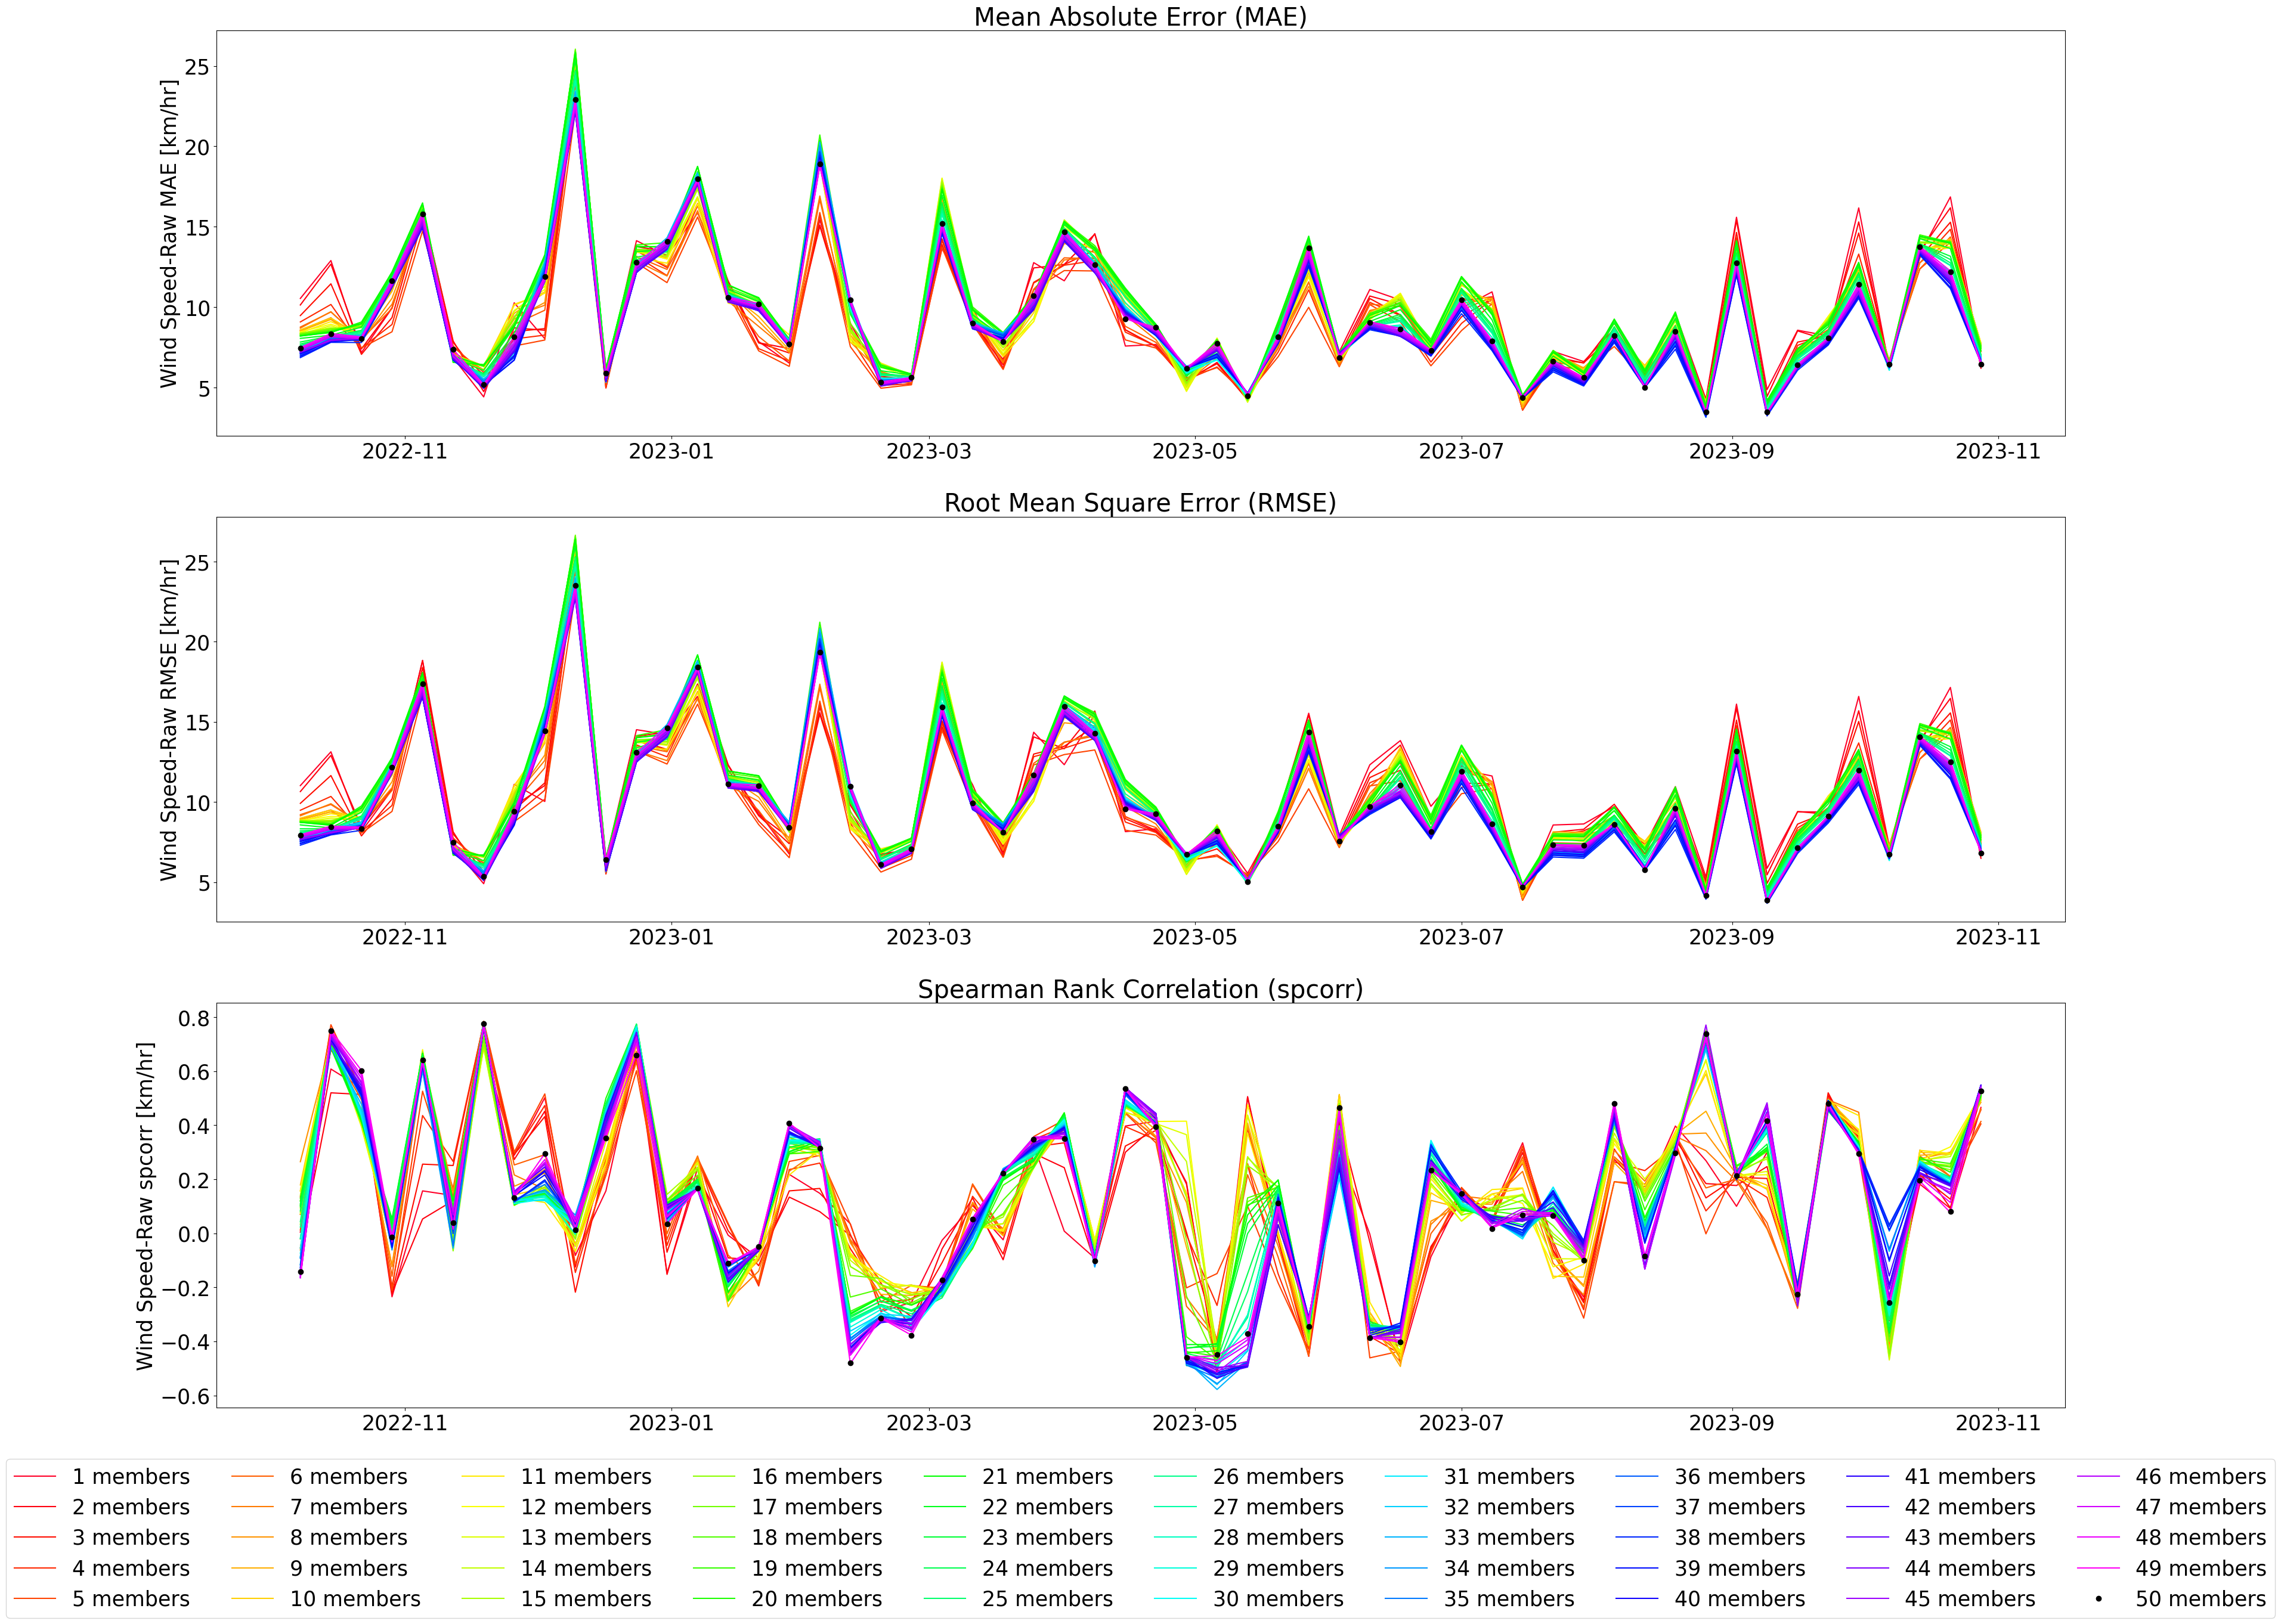 Mean Absolute Error (MAE)
Wind Speed-Raw MAE [km/hr]
25
20
15
10
5
2022-11 2023-01 2023-03 2023-05 2023-07 2023-09 2023-11
Root Mean Square Error (RMSE)
Wind Speed-Raw RMSE [km/hr]
25
20
15
10
5
2022-11 2023-01 2023-03 2023-05 2023-07 2023-09 2023-11
Spearman Rank Correlation (spcorr)
Wind Speed-Raw spcorr [km/hr]
0.8
0.6
0.4
0.2
0.0
−0.2
−0.4
−0.6
2022-11 2023-01 2023-03 2023-05 2023-07 2023-09 2023-11
1 members 6 members 11 members 16 members 21 members 26 members 31 members 36 members 41 members 46 members
2 members 7 members 12 members 17 members 22 members 27 members 32 members 37 members 42 members 47 members
3 members 8 members 13 members 18 members 23 members 28 members 33 members 38 members 43 members 48 members
4 members 9 members 14 members 19 members 24 members 29 members 34 members 39 members 44 members 49 members
5 members 10 members 15 members 20 members 25 members 30 members 35 members 40 members 45 members 50 members